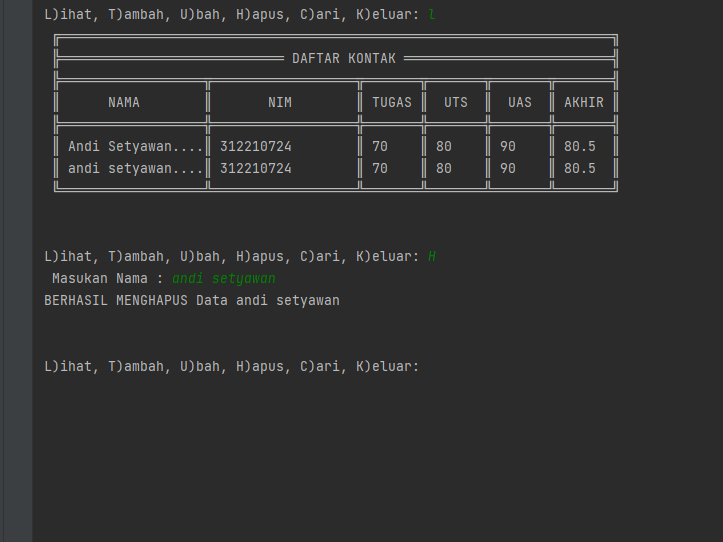 L)ihat, T)ambah, U)bah, H)apus, C)ari, K)eluar: l
DAFTAR KONTAK
NAMA NIM TUGAS UTS UAS AKHIR
Andi Setyawan.... 312210724 70 80 90 80.5
andi setyawan.... 312210724 70 80 90 80.5
L)ihat, T)ambah, U)bah, H)apus, C)ari, K)eluar: H
Masukan Nama : andi setyawan
BERHASIL MENGHAPUS Data andi setyawan
L)ihat, T)ambah, U)bah, H)apus, C)ari, K)eluar: